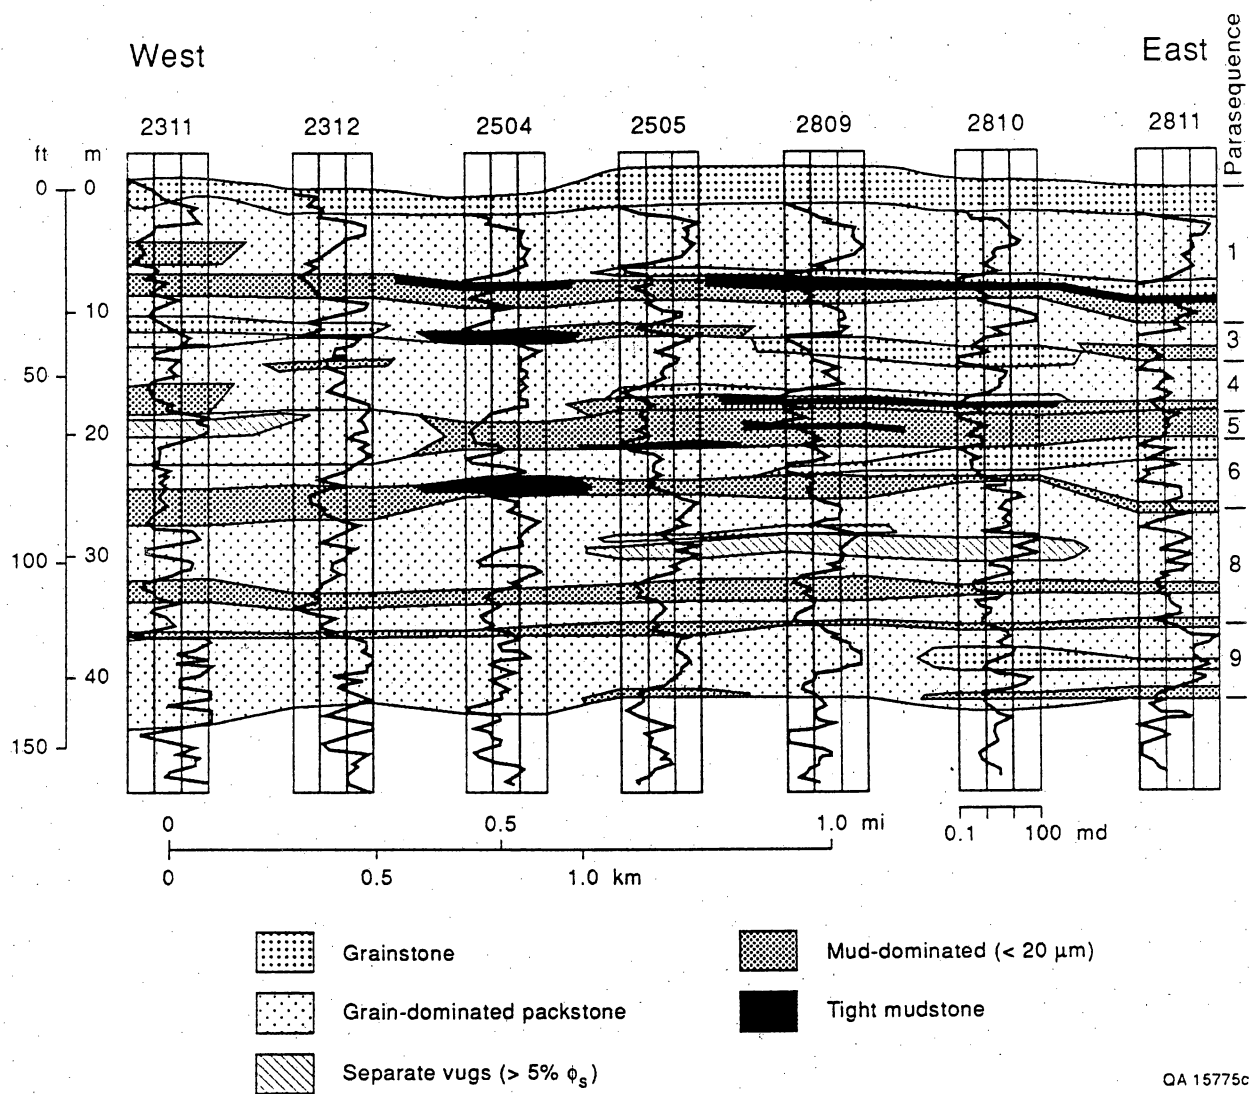 West
East
Parasequence
2311 2312 2504 2505 2809 2810 2811
ft m
0 0
1
10
3
50
4
20
5
6
100 30
8
9
40
150
0 0.5 1.0 mi
0.1 100 md
0 0.5 1.0 km
Grainstone
Mud-dominated (< 20 μm)
Grain-dominated packstone
Tight mudstone
Separate vugs (> 5% ϕs)
QA 15775c